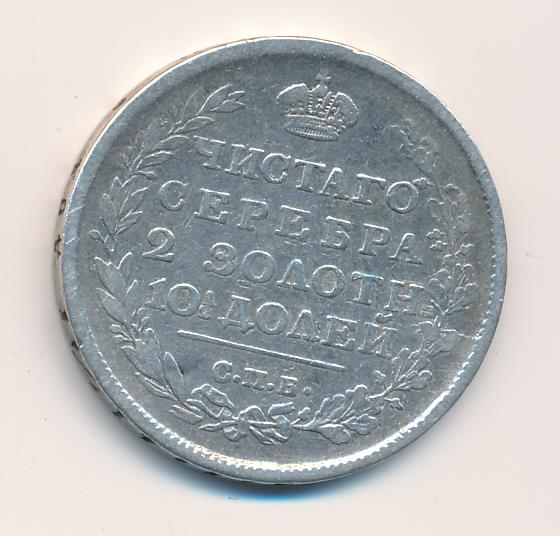 ЧИСТАГО
СЕРЕБРА
2 ЗОЛОТН
10½ ДОЛЕЙ
С.П.Б.